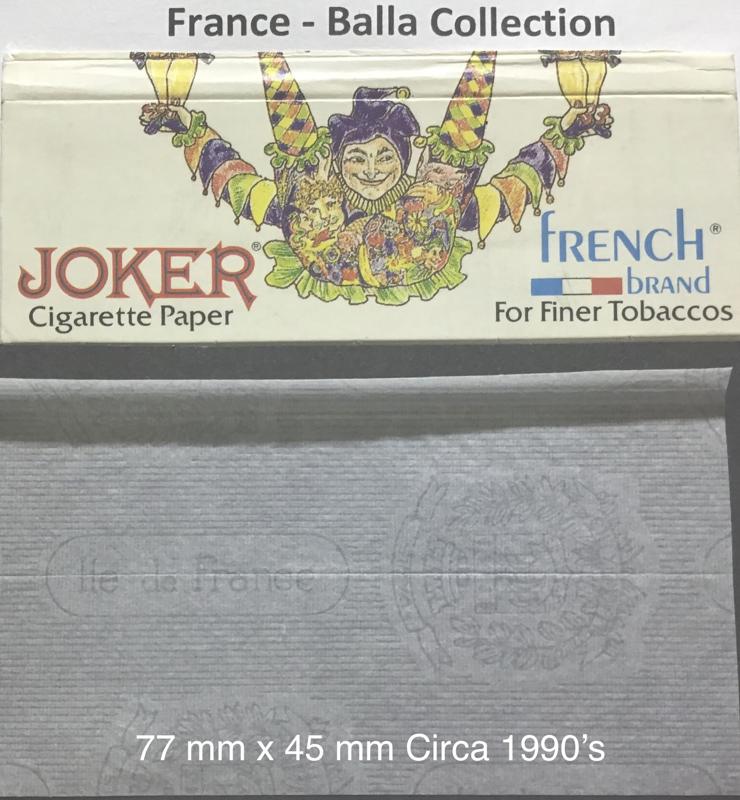 France - Balla Collection
JOKER®
Cigarette Paper
fRENCh®
bRAND
For Finer Tobaccos
Ile de France
77 mm x 45 mm Circa 1990’s